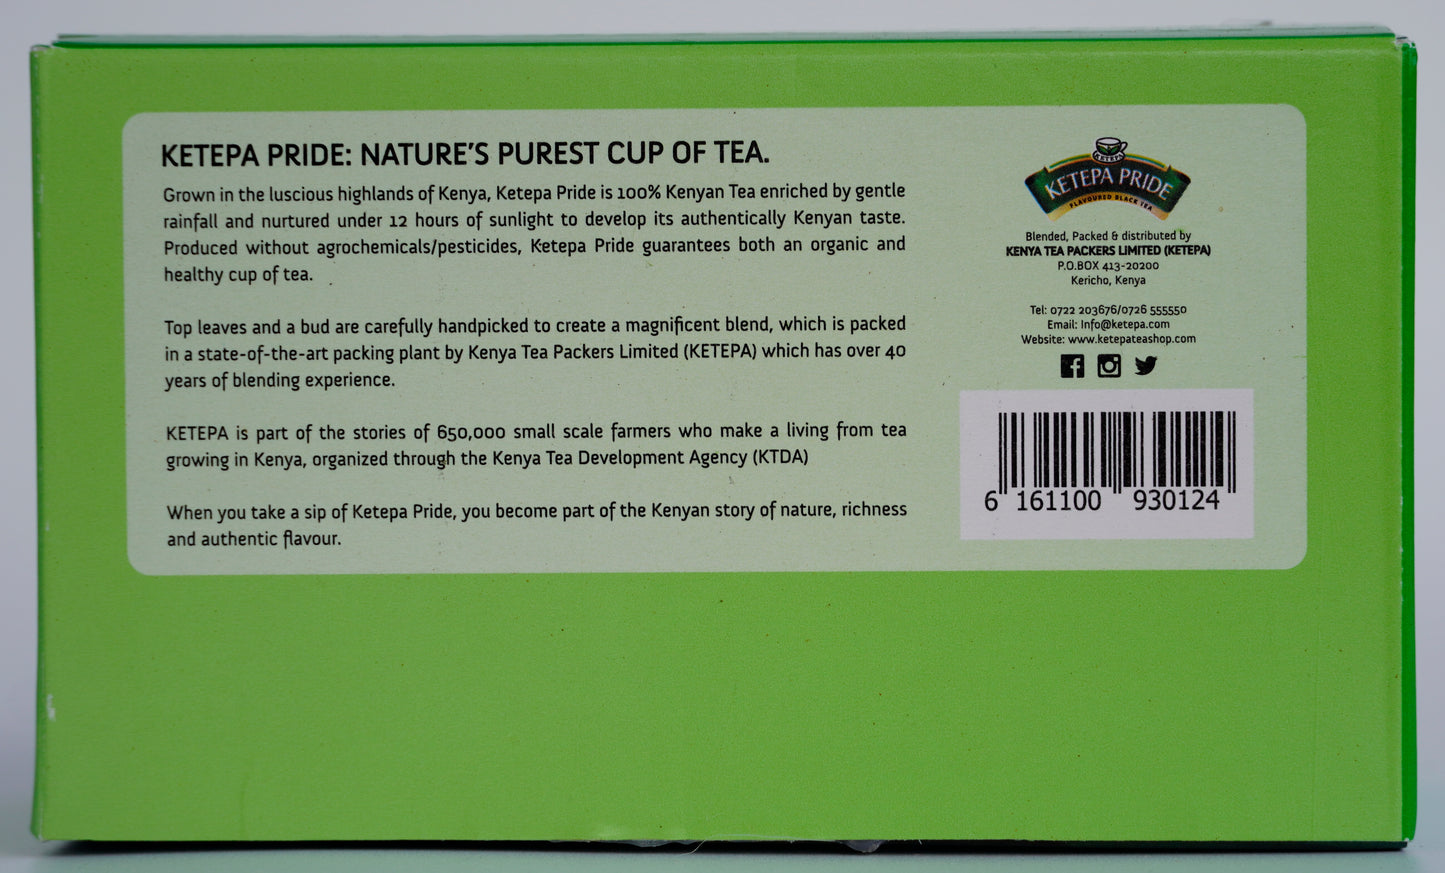 KETEPA PRIDE: NATURE'S PUREST CUP OF TEA.
Grown in the luscious highlands of Kenya, Ketepa Pride is 100% Kenyan Tea enriched by gentle
rainfall and nurtured under 12 hours of sunlight to develop its authentically Kenyan taste.
Produced without agrochemicals/pesticides, Ketepa Pride guarantees both an organic and
healthy cup of tea.
Top leaves and a bud are carefully handpicked to create a magnificent blend, which is packed
in a state-of-the-art packing plant by Kenya Tea Packers Limited (KETEPA) which has over 40
years of blending experience.
KETEPA is part of the stories of 650,000 small scale farmers who make a living from tea
growing in Kenya, organized through the Kenya Tea Development Agency (KTDA)
When you take a sip of Ketepa Pride, you become part of the Kenyan story of nature, richness
and authentic flavour.
KETEPA
KETEPA PRIDE
FLAVOURED BLACK TEA
Blended, Packed & distributed by
KENYA TEA PACKERS LIMITED (KETEPA)
P.O.BOX 413-20200
Kericho, Kenya
Tel: 0722 203676/0726 555550
Email: Info@ketepa.com
Website: www.ketepateashop.com
6 161100 930124